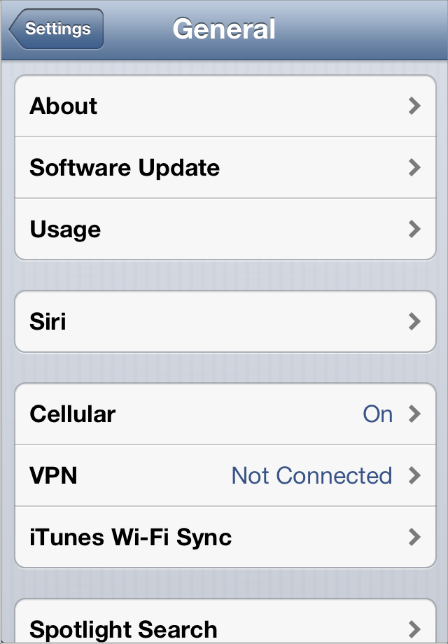 Settings
General
About
Software Update
Usage
Siri
Cellular On
VPN Not Connected
iTunes Wi-Fi Sync
Spotlight Search